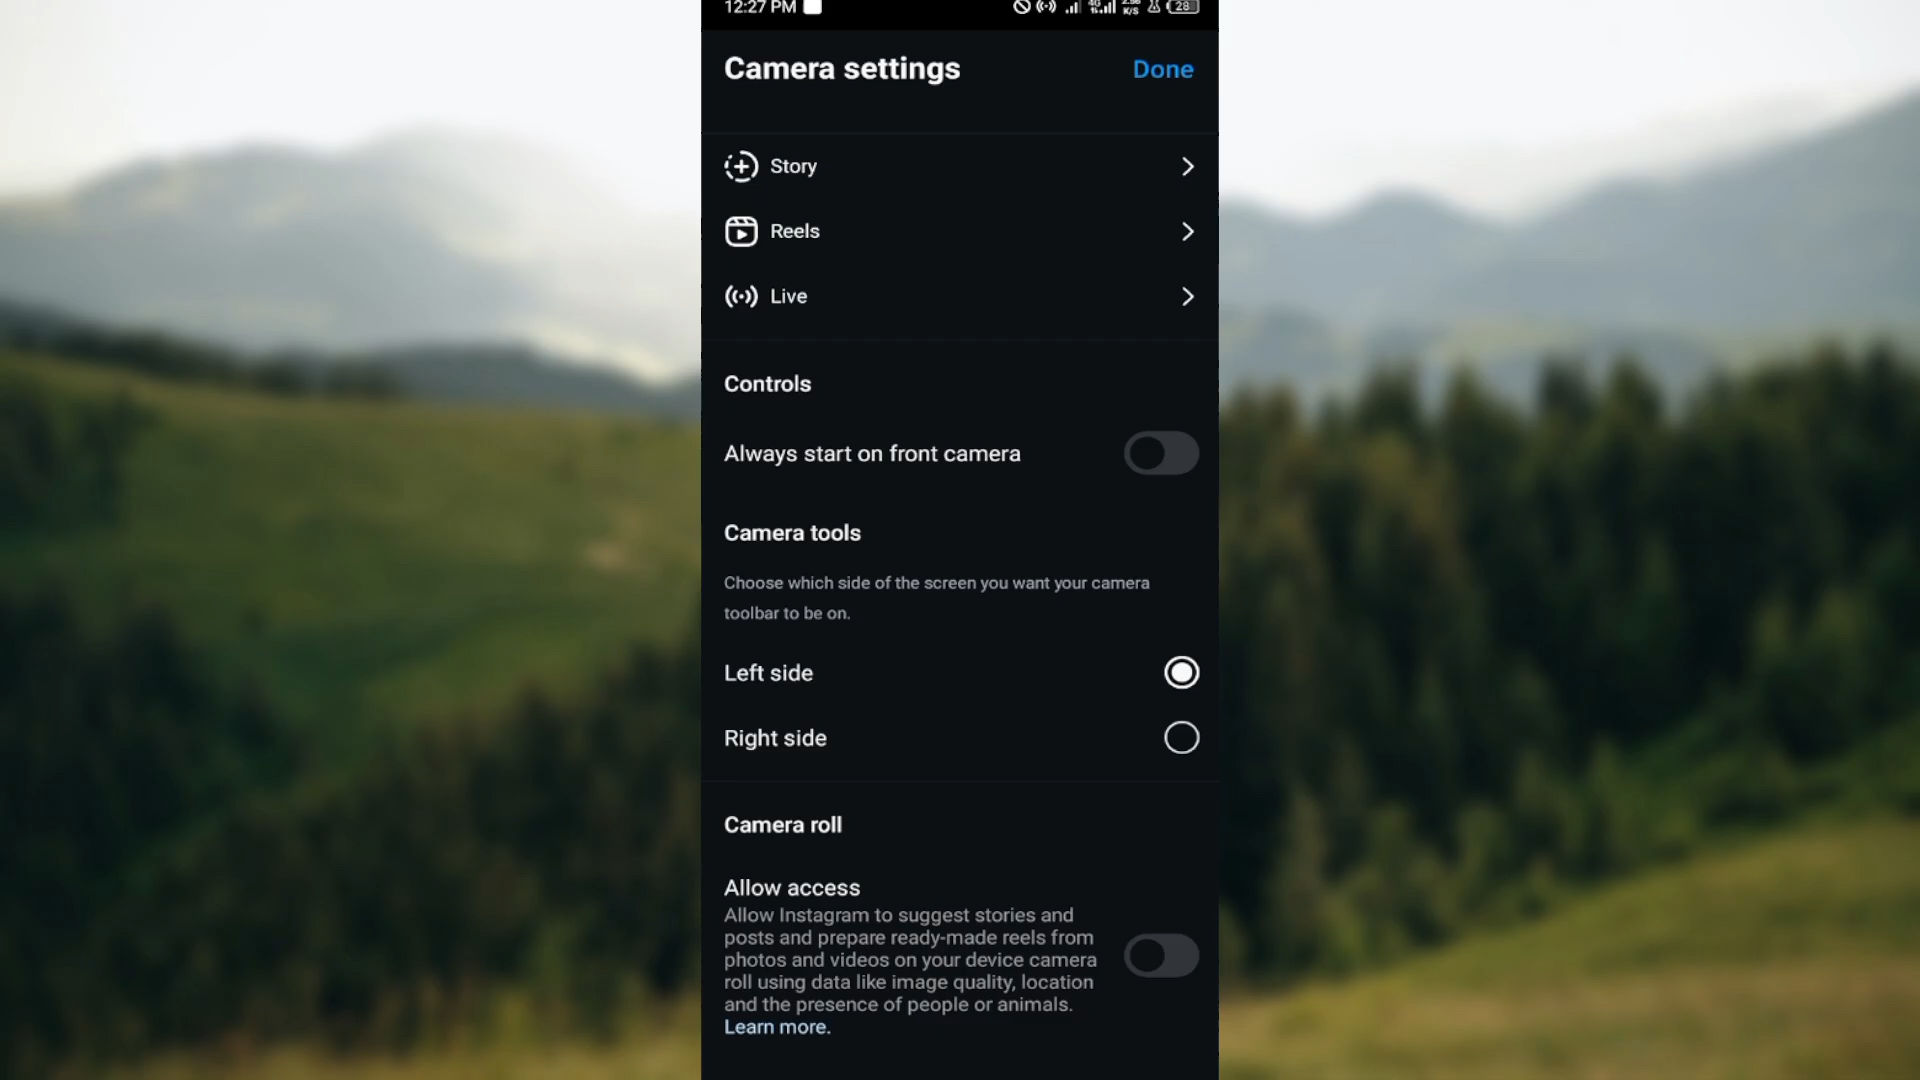 12:27 PM
4G
K/S
28
Camera settings
Done
Story
Reels
Live
Controls
Always start on front camera
Camera tools
Choose which side of the screen you want your camera
toolbar to be on.
Left side
Right side
Camera roll
Allow access
Allow Instagram to suggest stories and
posts and prepare ready-made reels from
photos and videos on your device camera
roll using data like image quality, location
and the presence of people or animals.
Learn more.